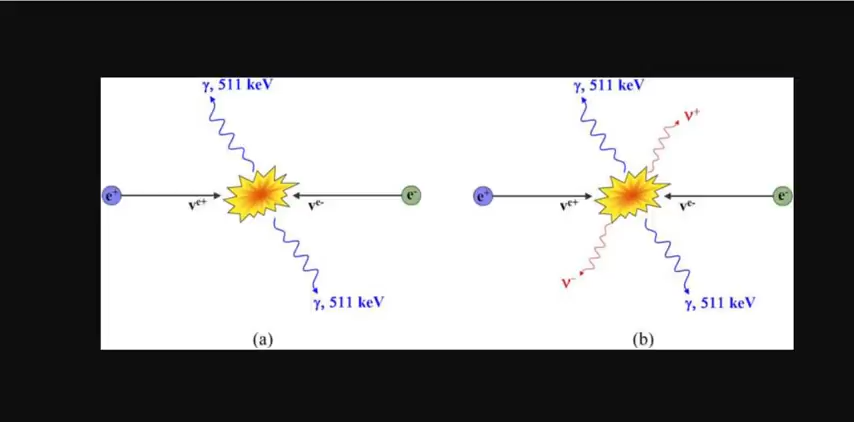 γ, 511 keV
e⁺
vᵉ⁺
vᵉ⁻
e⁻
γ, 511 keV
(a)
γ, 511 keV
ν⁺
e⁺
vᵉ⁺
vᵉ⁻
e⁻
ν⁻
γ, 511 keV
(b)